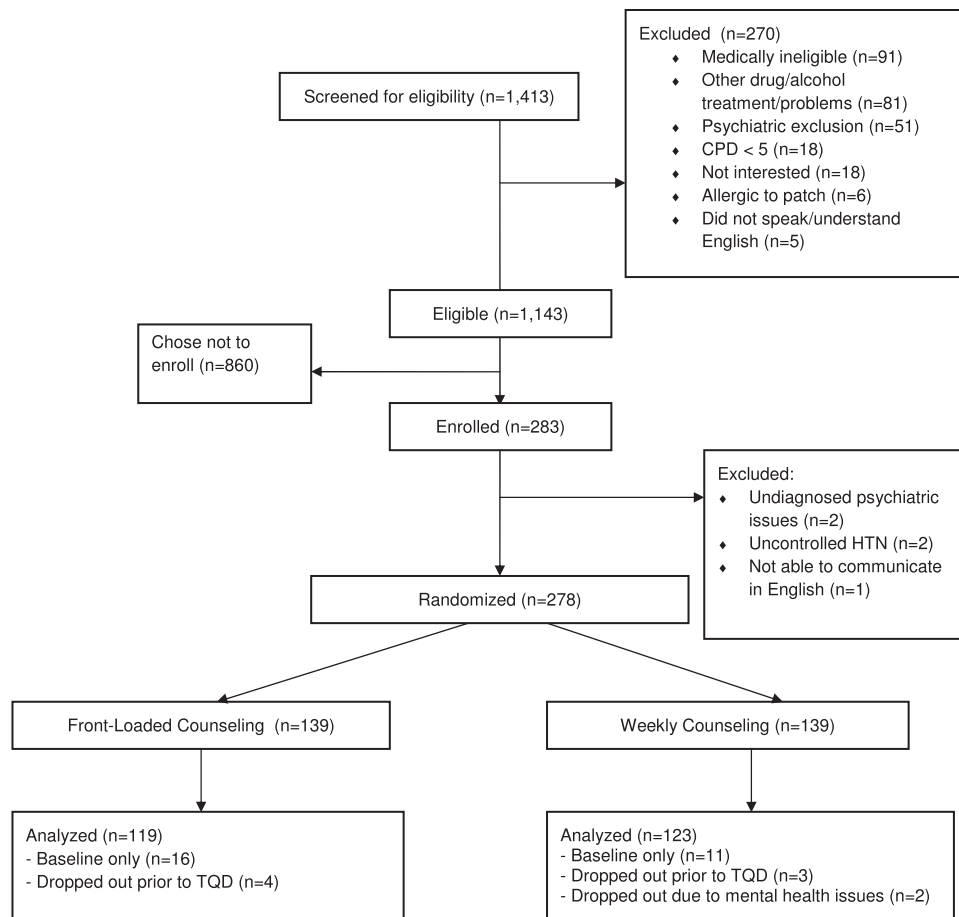 Screened for eligibility (n=1,413)
Excluded  (n=270)
♦ Medically ineligible (n=91)
♦ Other drug/alcohol
treatment/problems (n=81)
♦ Psychiatric exclusion (n=51)
♦ CPD < 5 (n=18)
♦ Not interested (n=18)
♦ Allergic to patch (n=6)
♦ Did not speak/understand
English (n=5)
Eligible (n=1,143)
Chose not to
enroll (n=860)
Enrolled (n=283)
Excluded:
♦ Undiagnosed psychiatric
issues (n=2)
♦ Uncontrolled HTN (n=2)
♦ Not able to communicate
in English (n=1)
Randomized (n=278)
Front-Loaded Counseling  (n=139)
Weekly Counseling (n=139)
Analyzed (n=119)
- Baseline only (n=16)
- Dropped out prior to TQD (n=4)
Analyzed (n=123)
- Baseline only (n=11)
- Dropped out prior to TQD (n=3)
- Dropped out due to mental health issues (n=2)